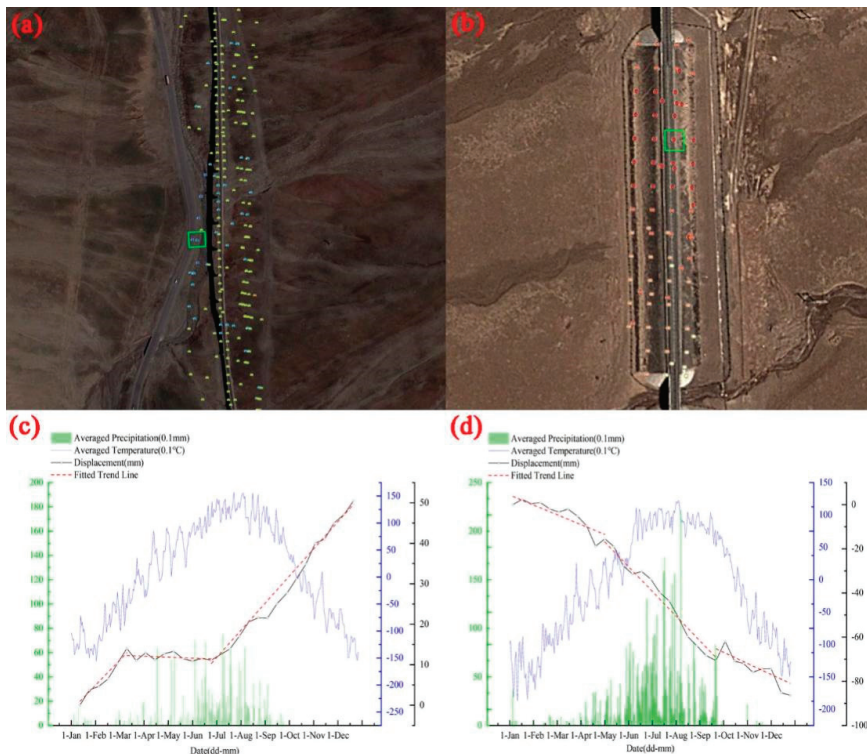 (a)
(b)
(c)
Averaged Precipitation(0.1mm)
Averaged Temperature(0.1°C)
Displacement(mm)
Fitted Trend Line
200
180
160
140
120
100
80
60
40
20
0
150
100
50
0
-50
-100
-150
-200
-250
50
40
30
20
10
0
1-Jan 1-Feb 1-Mar 1-Apr 1-May 1-Jun 1-Jul 1-Aug 1-Sep 1-Oct 1-Nov 1-Dec
Date(dd-mm)
(d)
Averaged Precipitation(0.1mm)
Averaged Temperature(0.1°C)
Displacement(mm)
Fitted Trend Line
250
200
150
100
50
0
150
100
50
0
-50
-100
-150
-200
0
-20
-40
-60
-80
-100
1-Jan 1-Feb 1-Mar 1-Apr 1-May 1-Jun 1-Jul 1-Aug 1-Sep 1-Oct 1-Nov 1-Dec
Date(dd-mm)